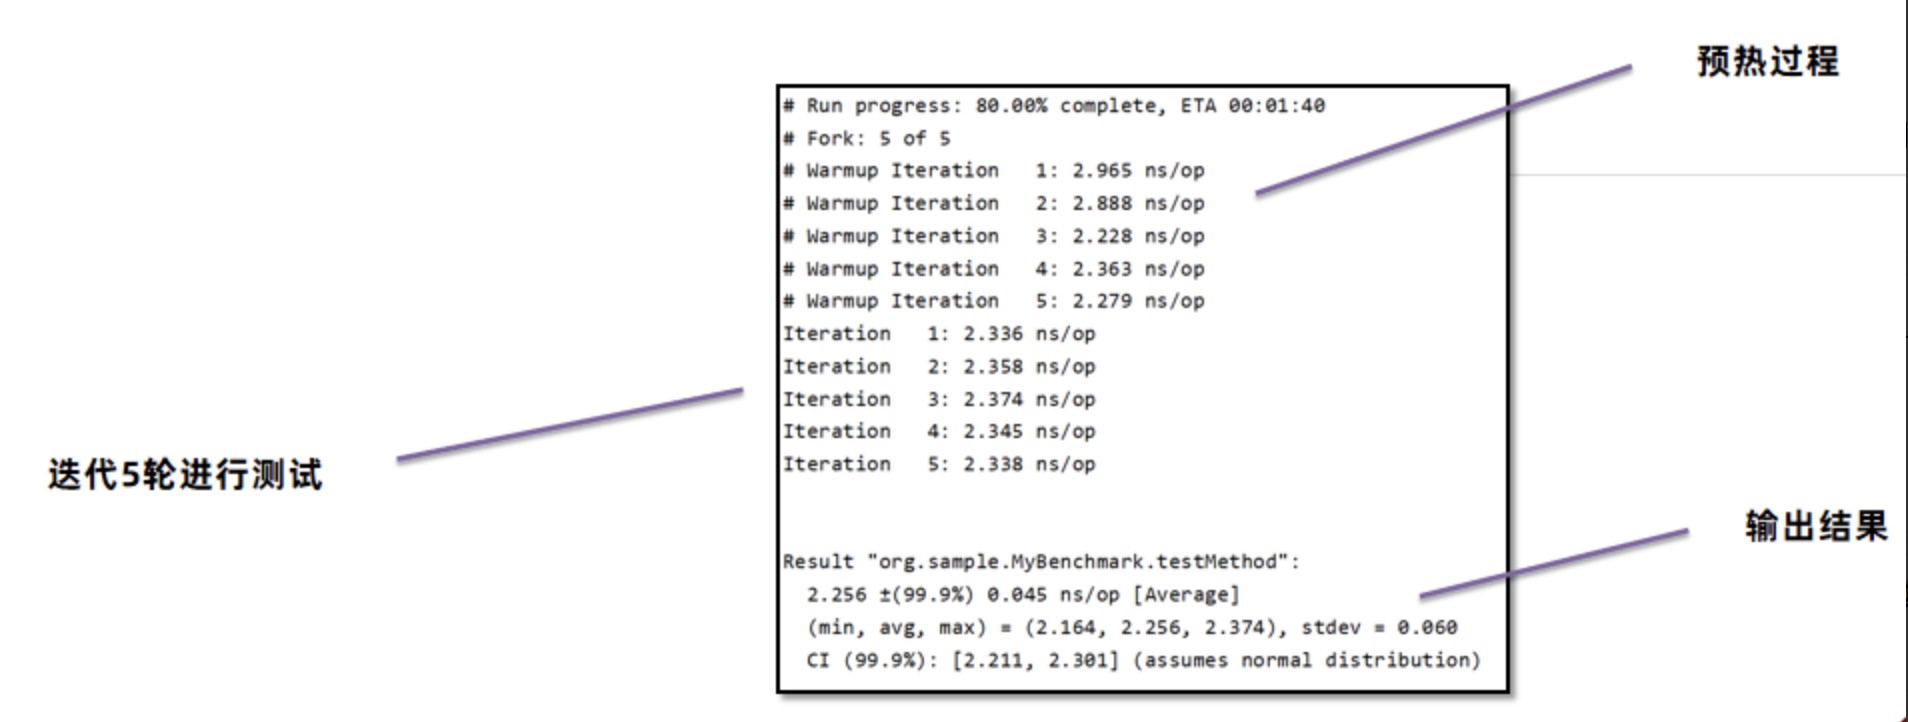 预热过程
# Run progress: 80.00% complete, ETA 00:01:40
# Fork: 5 of 5
# Warmup Iteration   1: 2.965 ns/op
# Warmup Iteration   2: 2.888 ns/op
# Warmup Iteration   3: 2.228 ns/op
# Warmup Iteration   4: 2.363 ns/op
# Warmup Iteration   5: 2.279 ns/op
Iteration   1: 2.336 ns/op
Iteration   2: 2.358 ns/op
Iteration   3: 2.374 ns/op
Iteration   4: 2.345 ns/op
Iteration   5: 2.338 ns/op
迭代5轮进行测试
输出结果
Result "org.sample.MyBenchmark.testMethod":
  2.256 ±(99.9%) 0.045 ns/op [Average]
  (min, avg, max) = (2.164, 2.256, 2.374), stdev = 0.060
  CI (99.9%): [2.211, 2.301] (assumes normal distribution)